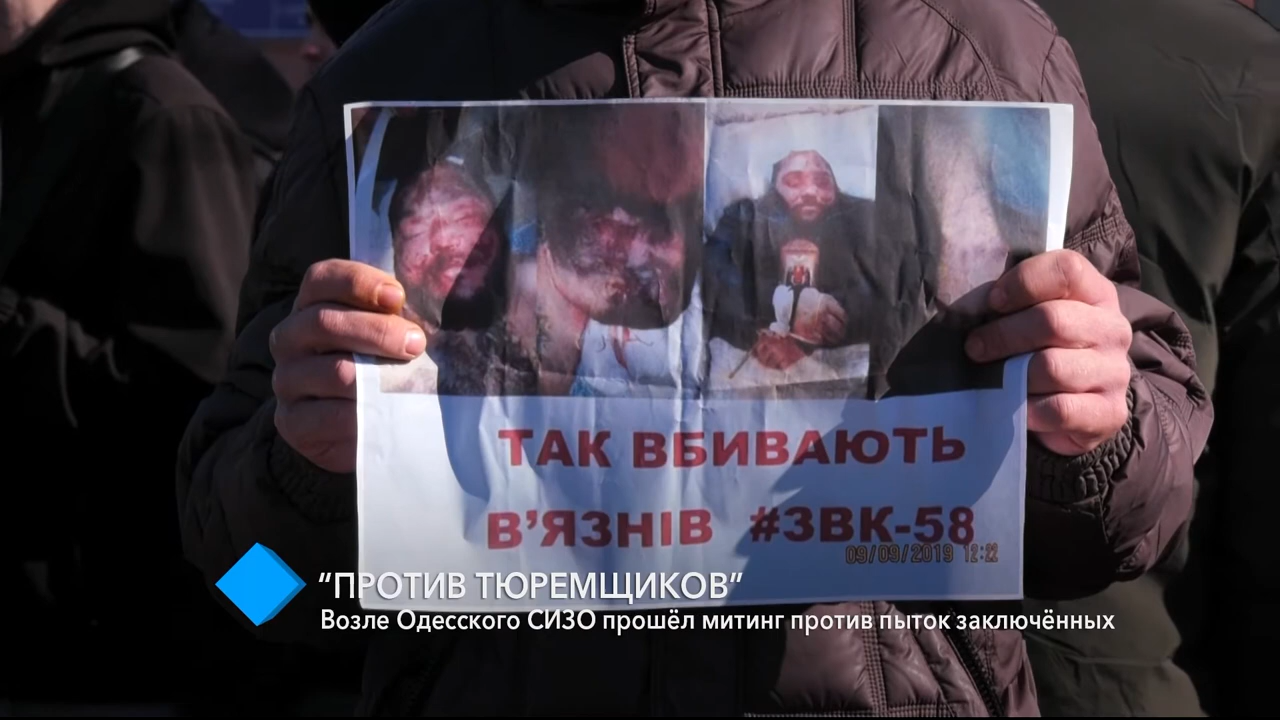 ТАК ВБИВАЮТЬ
В'ЯЗНІВ #ЗВК-58
09/09/2019 12:22
“ПРОТИВ ТЮРЕМЩИКОВ”
Возле Одесского СИЗО прошёл митинг против пыток заключённых